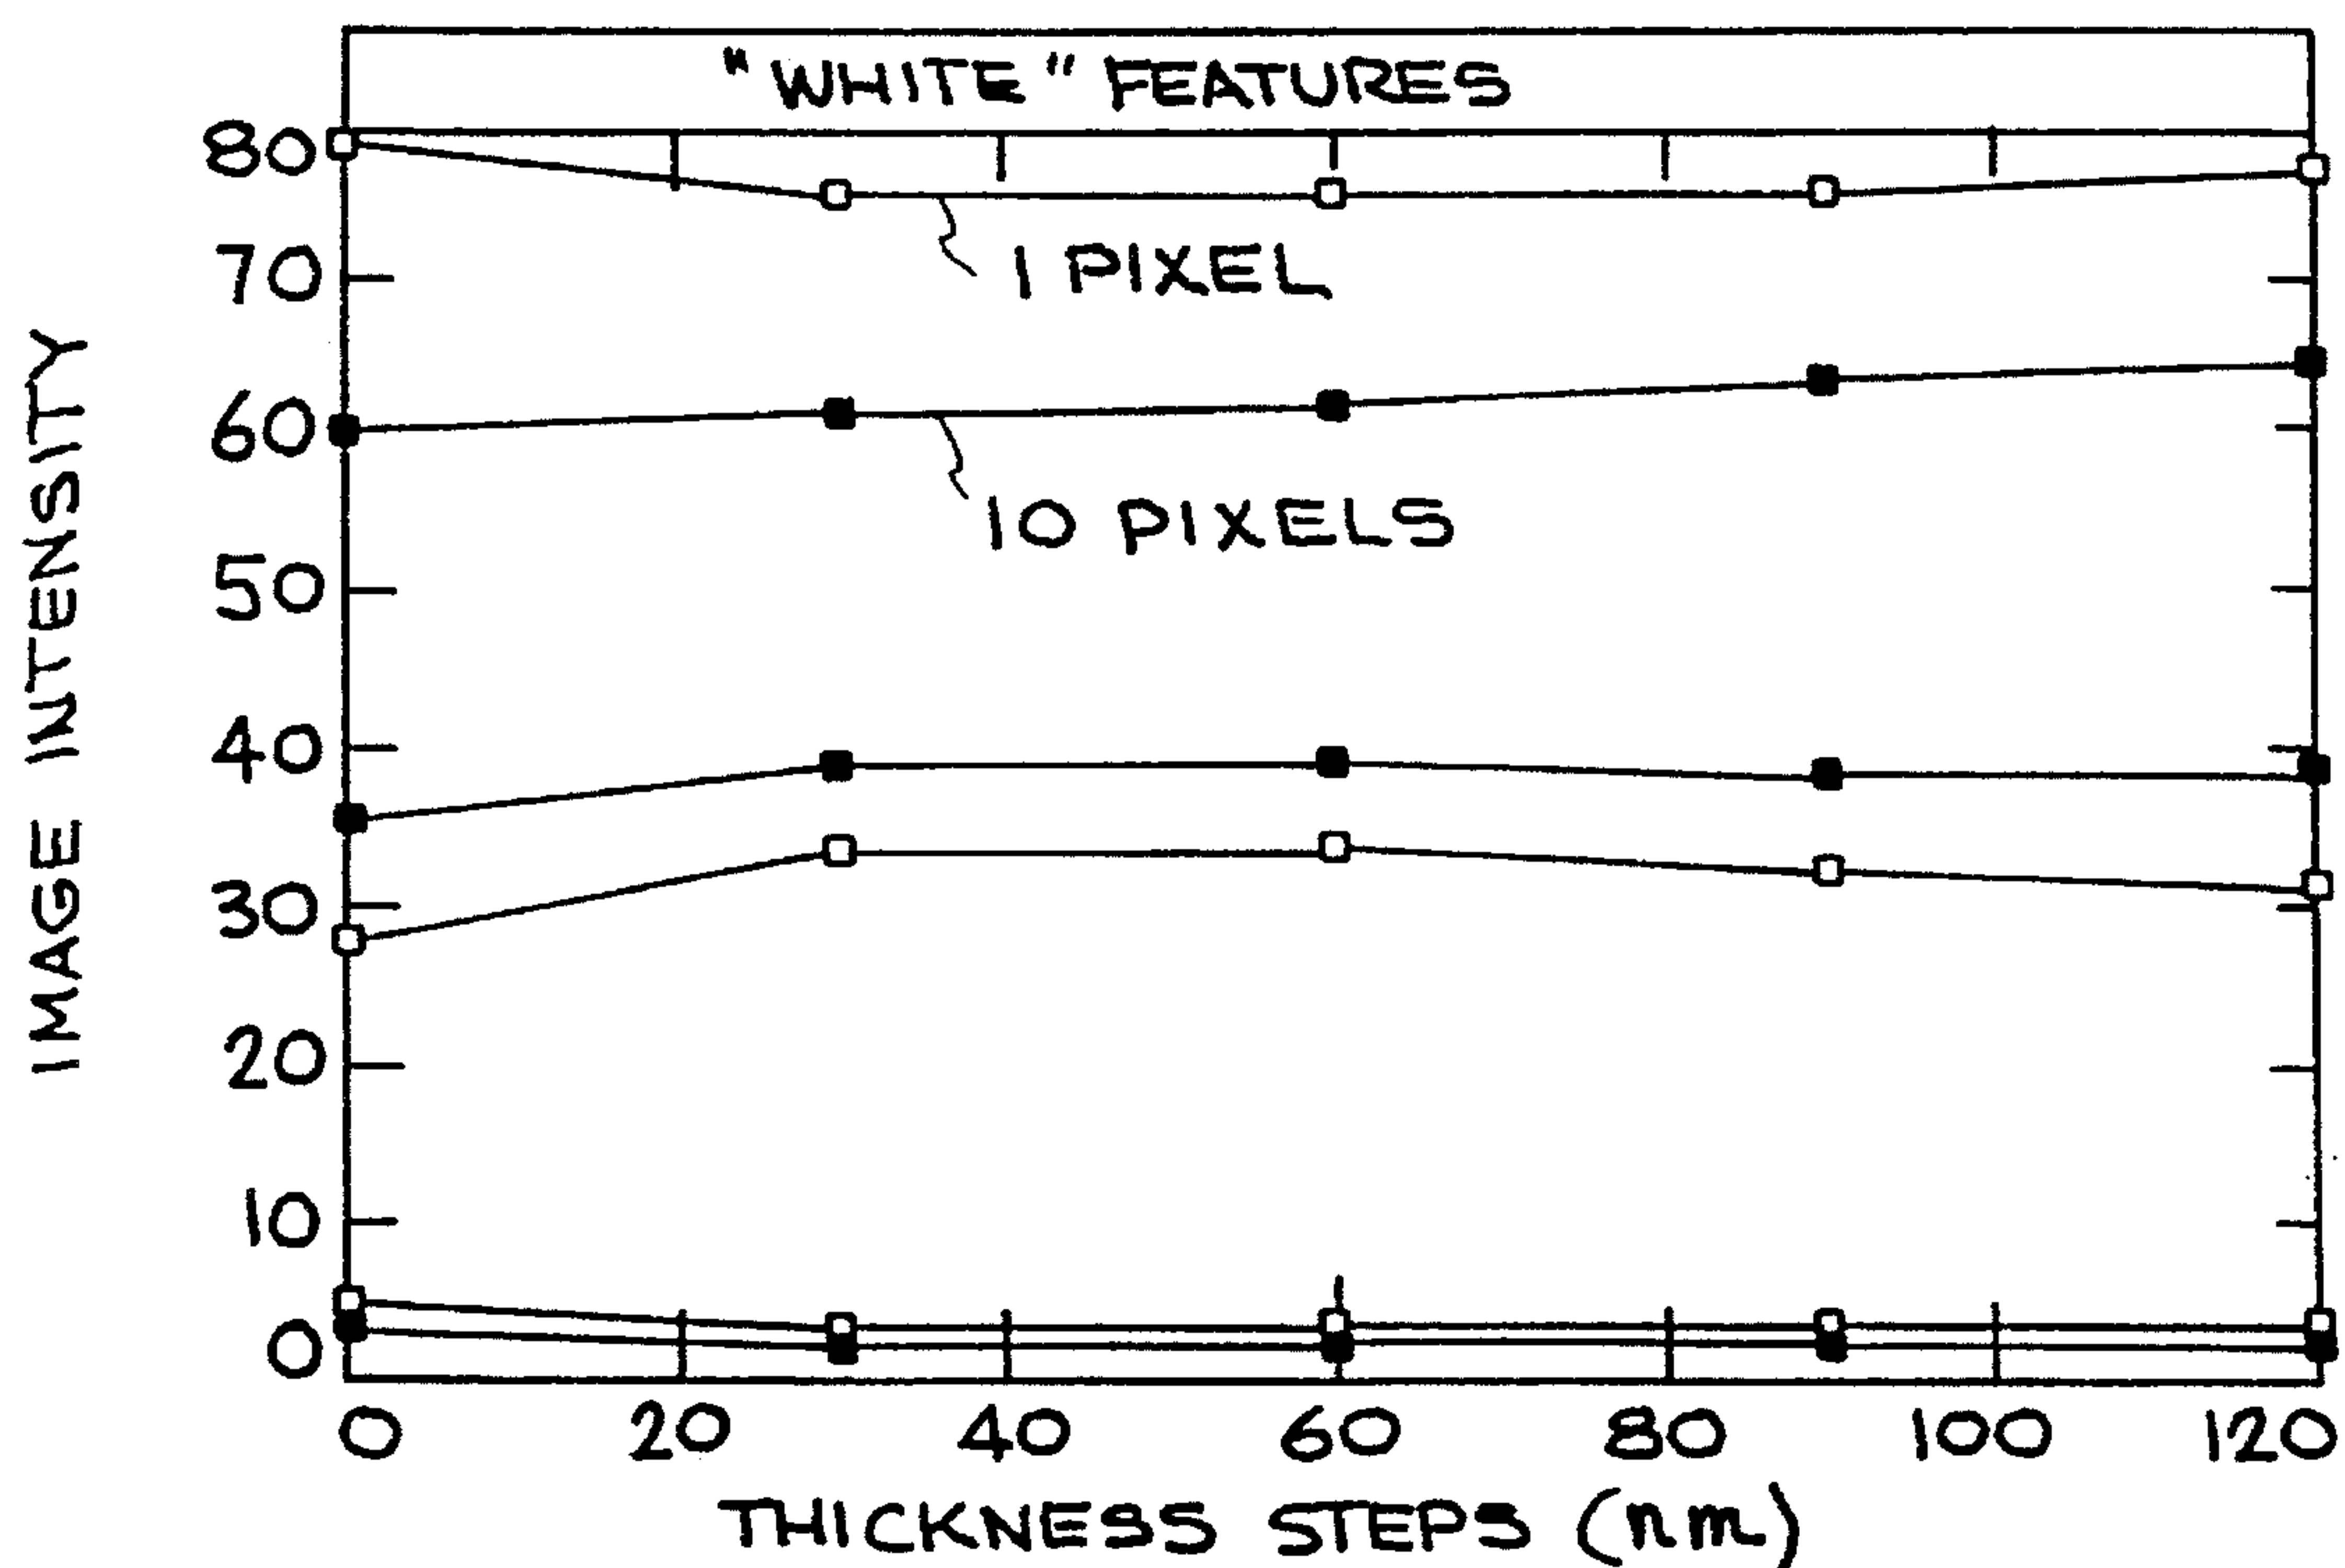 "WHITE" FEATURES
80
70
1 PIXEL
60
10 PIXELS
50
40
30
20
10
0
IMAGE INTENSITY
0 20 40 60 80 100 120
THICKNESS STEPS (nm)